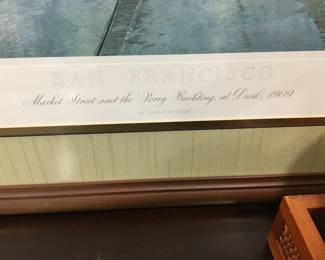 SAN FRANCISCO
Market Street and the Ferry Building, at Dusk, 1909